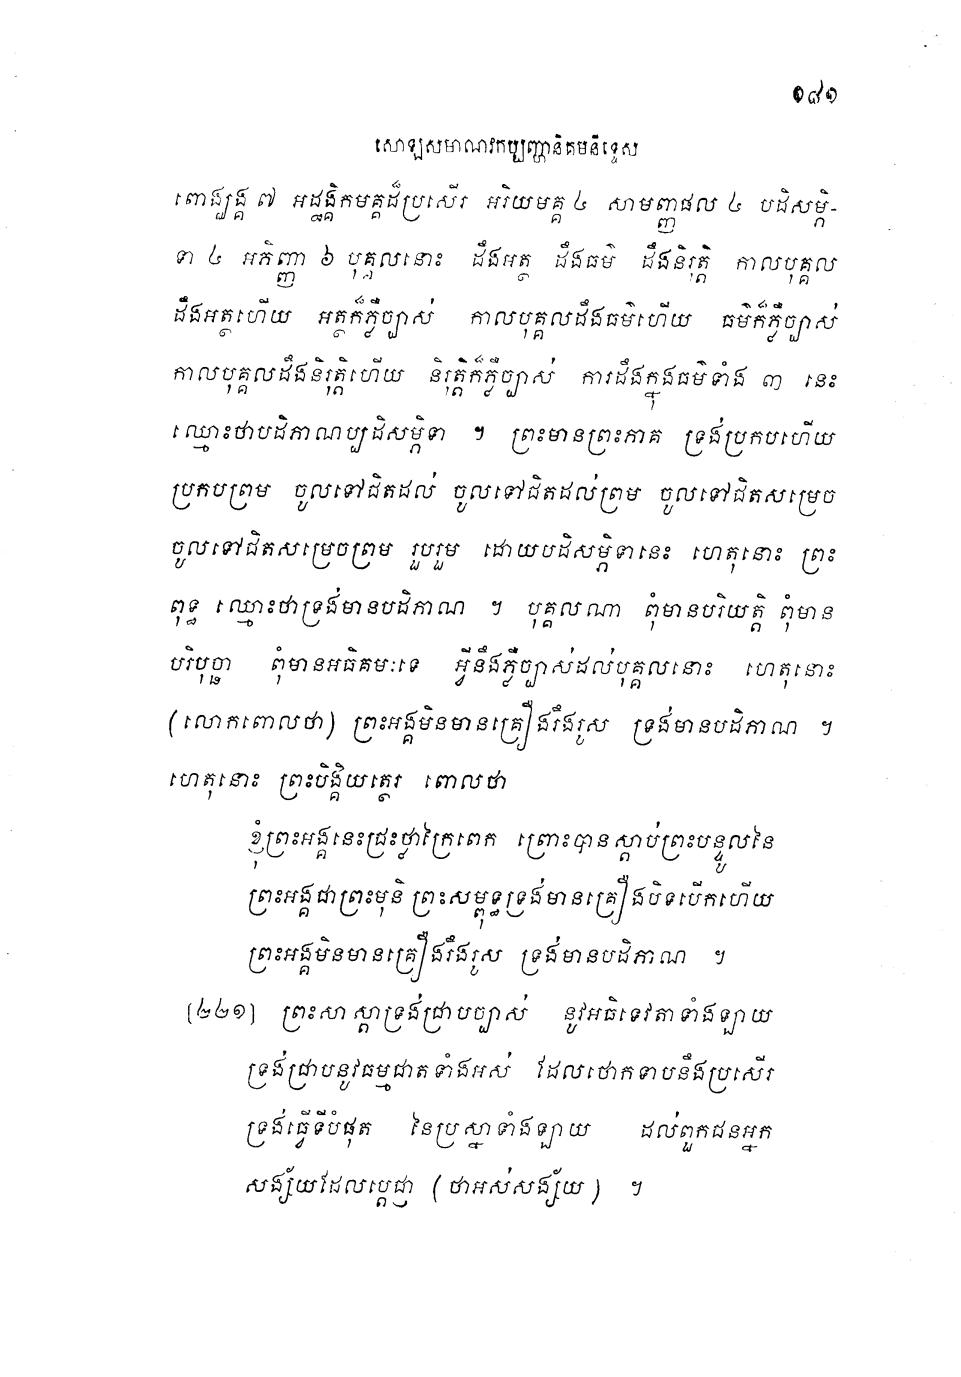 ១៨១
សោឡសមាណវកប្បញ្ហានិគមនីទ្ទេស
ពោជ្ឈង្គ ៧ អដ្ឋង្គិកមគ្គដ៏ប្រសើរ អរិយមគ្គ ៤ សាមញ្ញផល ៤ បដិសម្ភិ-
ទា ៤ អភិញ្ញា ៦ បុគ្គលនោះ ដឹងអត្ថ ដឹងធម៌ ដឹងនិរុត្តិ កាលបុគ្គល
ដឹងអត្ថហើយ អត្ថក៏ភ្លឺច្បាស់ កាលបុគ្គលដឹងធម៌ហើយ ធម៌ក៏ភ្លឺច្បាស់
កាលបុគ្គលដឹងនិរុត្តិហើយ និរុត្តិក៏ភ្លឺច្បាស់ ការដឹងក្នុងធម៌ទាំង ៣ នេះ
ឈ្មោះថាបដិភាណប្បដិសម្ភិទា ។ ព្រះមានព្រះភាគ ទ្រង់ប្រកបហើយ
ប្រកបព្រម ចូលទៅជិតដល់ ចូលទៅជិតដល់ព្រម ចូលទៅជិតសម្រេច
ចូលទៅជិតសម្រេចព្រម រួបរួម ដោយបដិសម្ភិទានេះ ហេតុនោះ ព្រះ
ពុទ្ធ ឈ្មោះថាទ្រង់មានបដិភាណ ។ បុគ្គលណា ពុំមានបរិយត្តិ ពុំមាន
បរិបុច្ឆា ពុំមានអធិគមៈទេ អ្វីនឹងភ្លឺច្បាស់ដល់បុគ្គលនោះ ហេតុនោះ
(លោកពោលថា) ព្រះអង្គមិនមានគ្រឿងរឹងរូស ទ្រង់មានបដិភាណ ។
ហេតុនោះ ព្រះបិង្គិយត្ថេរ ពោលថា
ខ្ញុំព្រះអង្គនេះជ្រះថ្លាក្រៃពេក ព្រោះបានស្តាប់ព្រះបន្ទូលនៃ
ព្រះអង្គជាព្រះមុនិ ព្រះសម្ពុទ្ធទ្រង់មានគ្រឿងបិទបើកហើយ
ព្រះអង្គមិនមានគ្រឿងរឹងរូស ទ្រង់មានបដិភាណ ។
[២២១] ព្រះសាស្តាទ្រង់ជ្រាបច្បាស់ នូវអធិទេវតាទាំងឡាយ
ទ្រង់ជ្រាបនូវធម្មជាតទាំងអស់ ដែលថោកទាបនឹងប្រសើរ
ទ្រង់ធ្វើទីបំផុត នៃប្រស្នាទាំងឡាយ ដល់ពួកជនអ្នក
សង្ស័យដែលប្តេជ្ញា (ថាអស់សង្ស័យ) ។